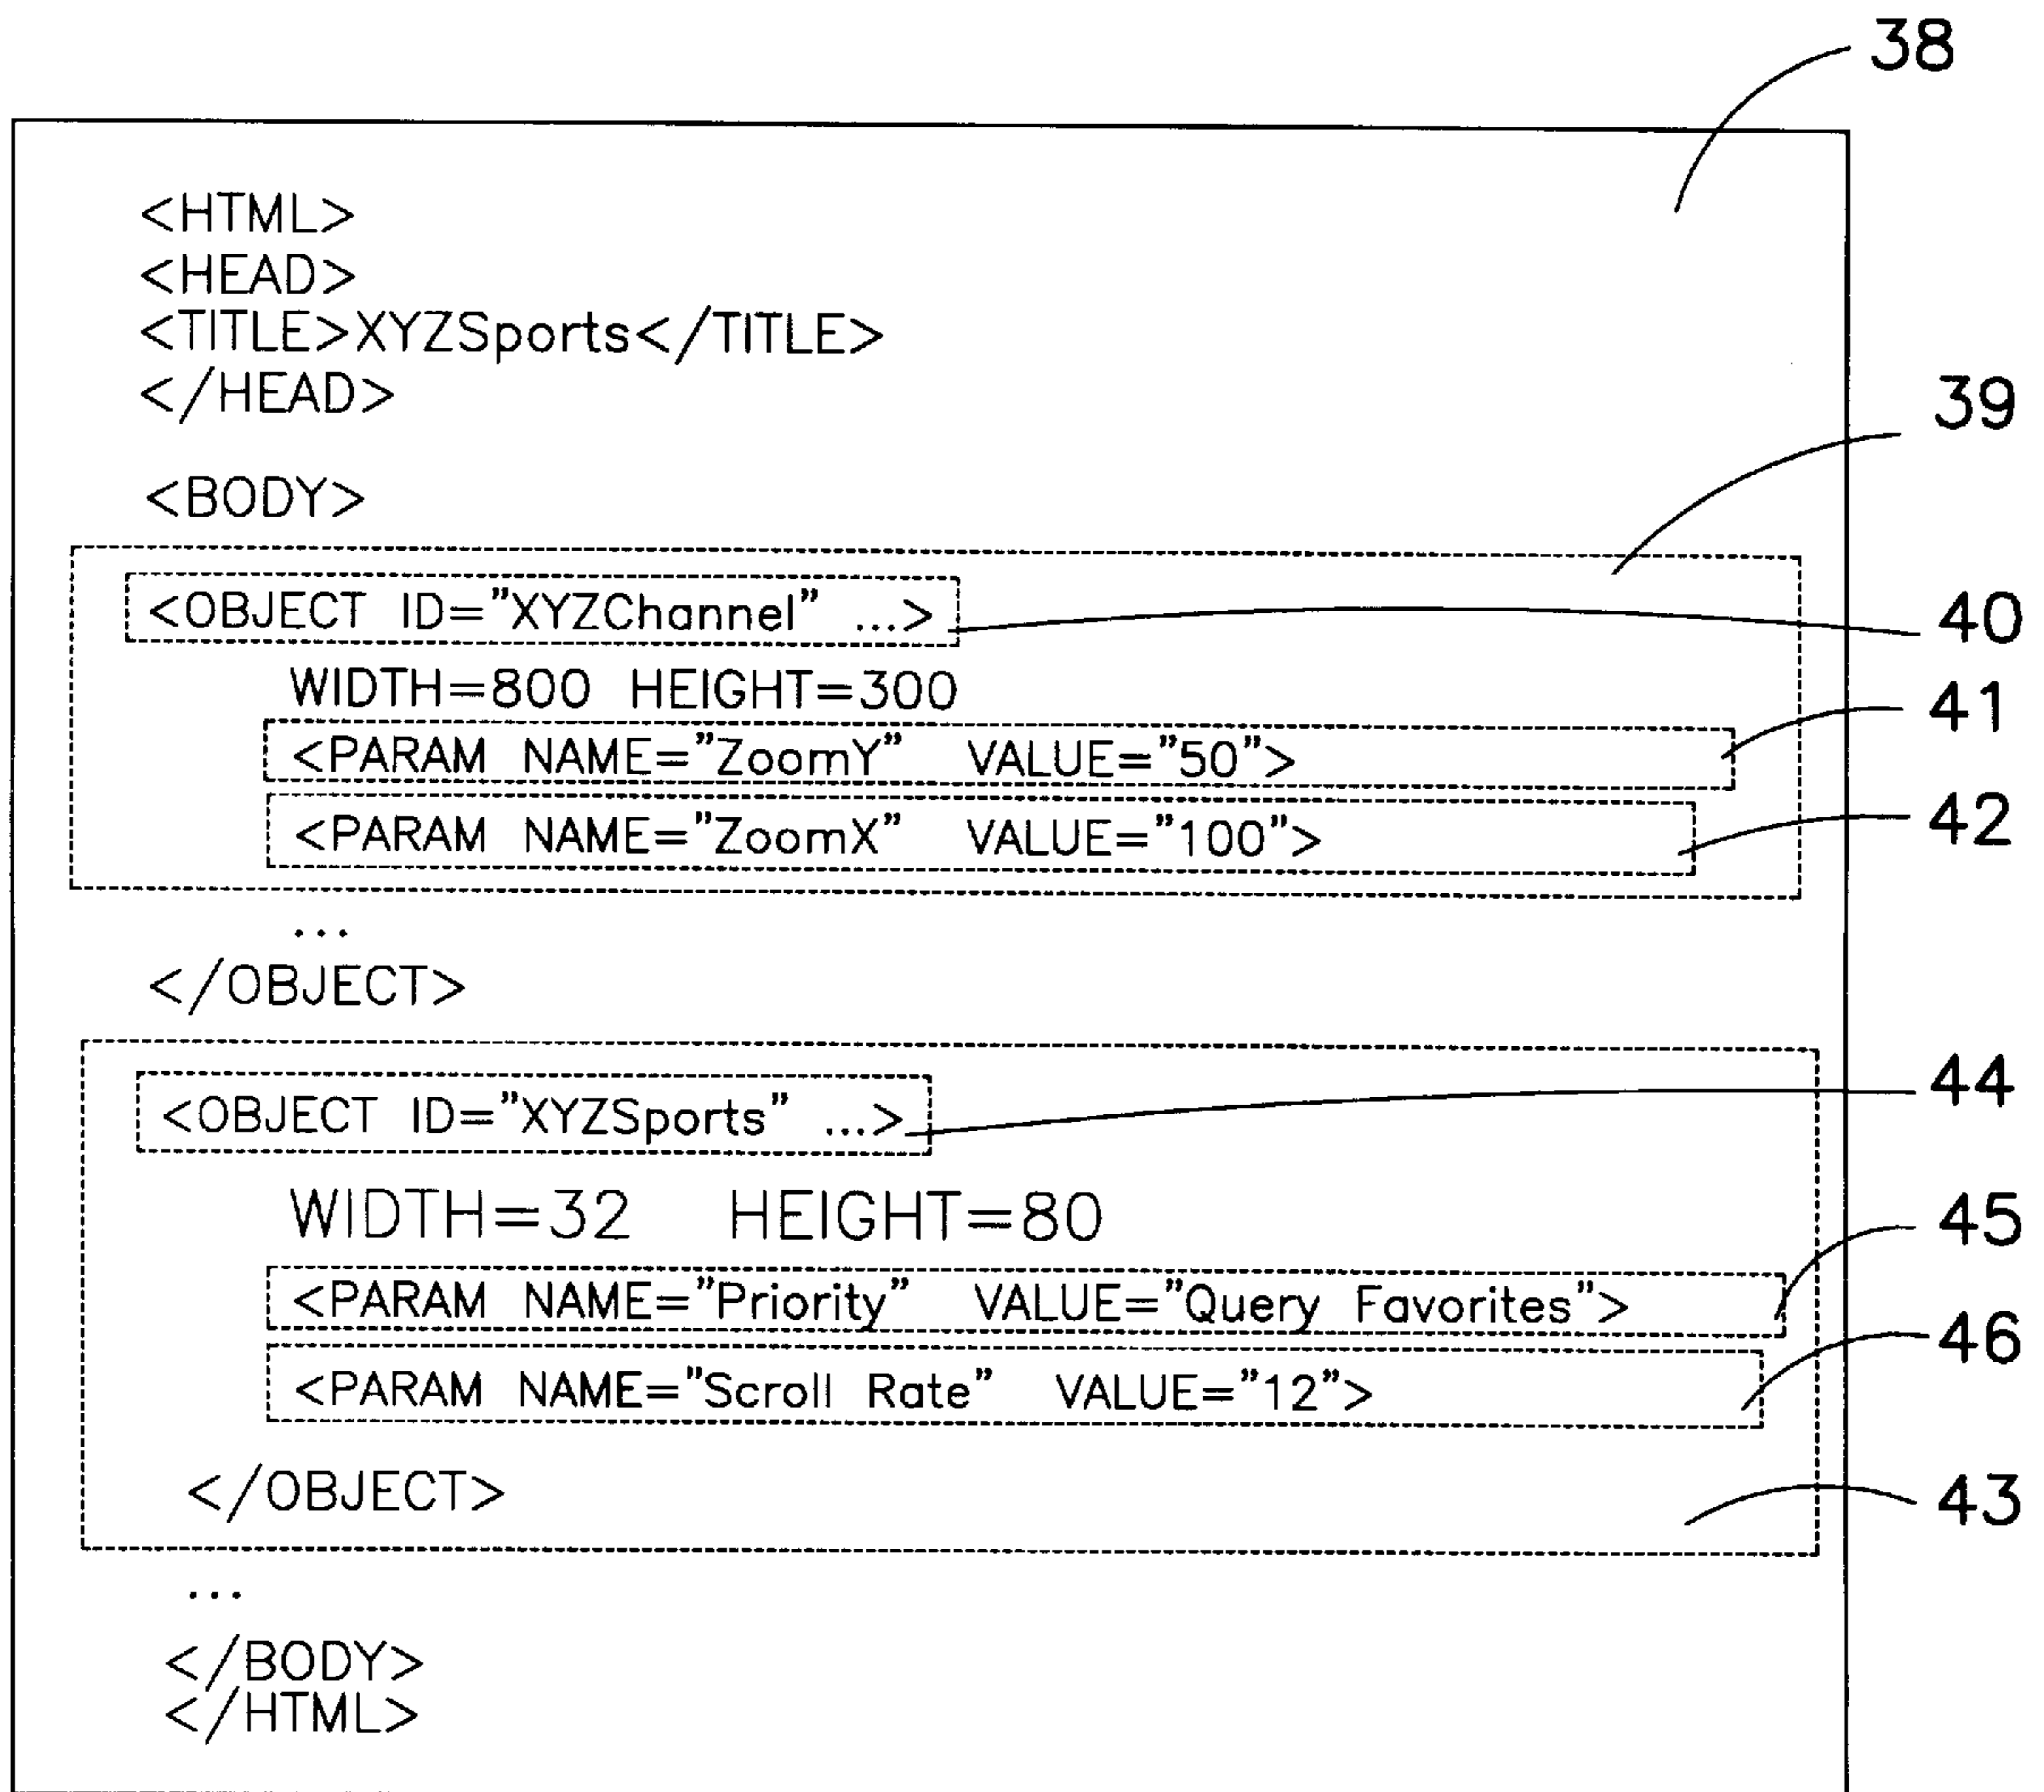 38
<HTML>
<HEAD>
<TITLE>XYZSports</TITLE>
</HEAD>
39
<BODY>
<OBJECT ID="XYZChannel" ...>
40
WIDTH=800 HEIGHT=300
41
<PARAM NAME="ZoomY" VALUE="50">
42
<PARAM NAME="ZoomX" VALUE="100">
...
</OBJECT>
44
<OBJECT ID="XYZSports" ...>
WIDTH=32 HEIGHT=80
45
<PARAM NAME="Priority" VALUE="Query Favorites">
46
<PARAM NAME="Scroll Rate" VALUE="12">
</OBJECT>
43
...
</BODY>
</HTML>